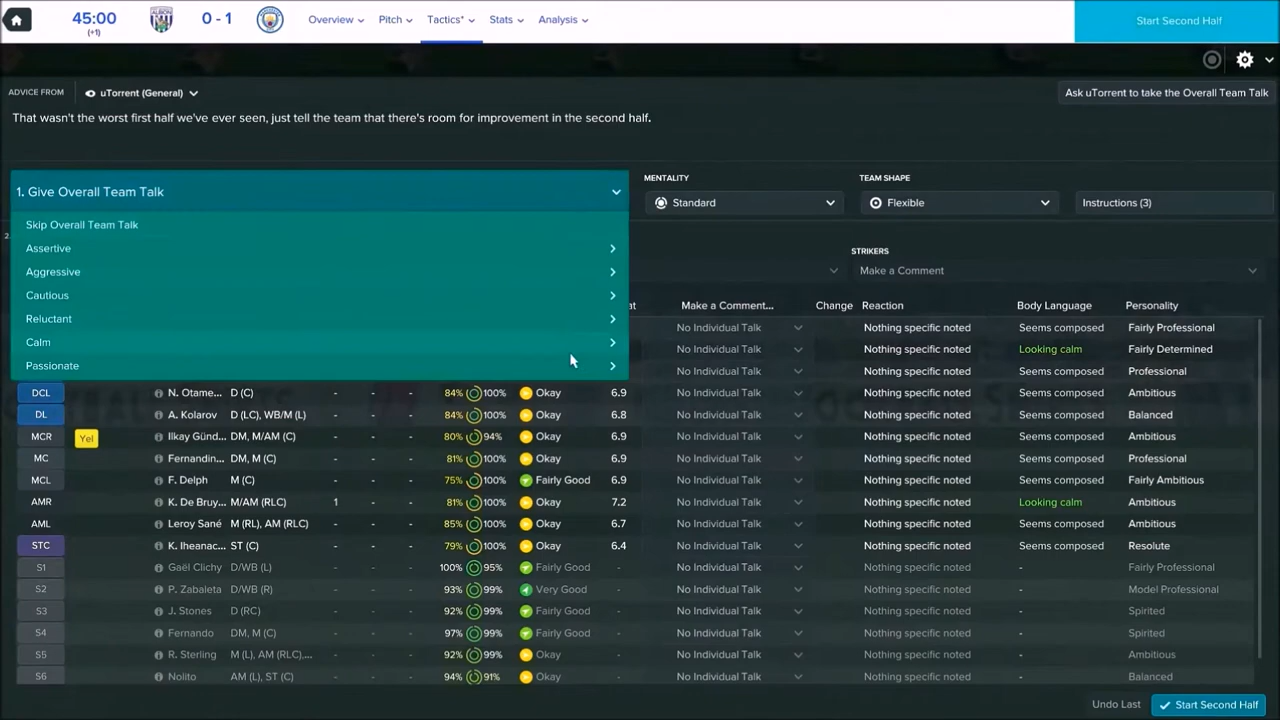 45:00 0 - 1 Overview Pitch Tactics* Stats Analysis Start Second Half
(+1)
ALBION
ADVICE FROM uTorrent (General) Ask uTorrent to take the Overall Team Talk
That wasn't the worst first half we've ever seen, just tell the team that there's room for improvement in the second half.
MENTALITY TEAM SHAPE
1. Give Overall Team Talk Standard Flexible Instructions (3)
Skip Overall Team Talk
2.
Assertive STRIKERS
Aggressive Make a Comment
Cautious
Reluctant
Calm
Passionate
Make a Comment... Change Reaction Body Language Personality
No Individual Talk Nothing specific noted Seems composed Fairly Professional
No Individual Talk Nothing specific noted Looking calm Fairly Determined
No Individual Talk Nothing specific noted Seems composed Professional
DCL N. Otame... D (C) - - - 84% 100% Okay 6.9 No Individual Talk Nothing specific noted Seems composed Ambitious
DL A. Kolarov D (LC), WB/M (L) - - - 84% 100% Okay 6.8 No Individual Talk Nothing specific noted Seems composed Balanced
MCR Yel Ilkay Günd... DM, M/AM (C) - - - 80% 94% Okay 6.9 No Individual Talk Nothing specific noted Seems composed Ambitious
MC Fernandin... DM, M (C) - - - 81% 100% Okay 6.9 No Individual Talk Nothing specific noted Seems composed Professional
MCL F. Delph M (C) - - - 75% 100% Fairly Good 6.9 No Individual Talk Nothing specific noted Seems composed Fairly Ambitious
AMR K. De Bruy... M/AM (RLC) 1 - - 81% 100% Okay 7.2 No Individual Talk Nothing specific noted Looking calm Ambitious
AML Leroy Sané M (RL), AM (RLC) - - - 85% 100% Okay 6.7 No Individual Talk Nothing specific noted Seems composed Ambitious
STC K. Iheanac... ST (C) - - - 79% 100% Okay 6.4 No Individual Talk Nothing specific noted Seems composed Resolute
S1 Gaël Clichy D/WB (L) - - - 100% 95% Fairly Good - No Individual Talk Nothing specific noted - Fairly Professional
S2 P. Zabaleta D/WB (R) - - - 93% 99% Very Good - No Individual Talk Nothing specific noted - Model Professional
S3 J. Stones D (RC) - - - 92% 99% Fairly Good - No Individual Talk Nothing specific noted - Spirited
S4 Fernando DM, M (C) - - - 97% 99% Fairly Good - No Individual Talk Nothing specific noted - Spirited
S5 R. Sterling M (L), AM (RLC),... - - - 92% 99% Okay - No Individual Talk Nothing specific noted - Ambitious
S6 Nolito AM (L), ST (C) - - - 94% 91% Okay - No Individual Talk Nothing specific noted - Balanced
Undo Last Start Second Half